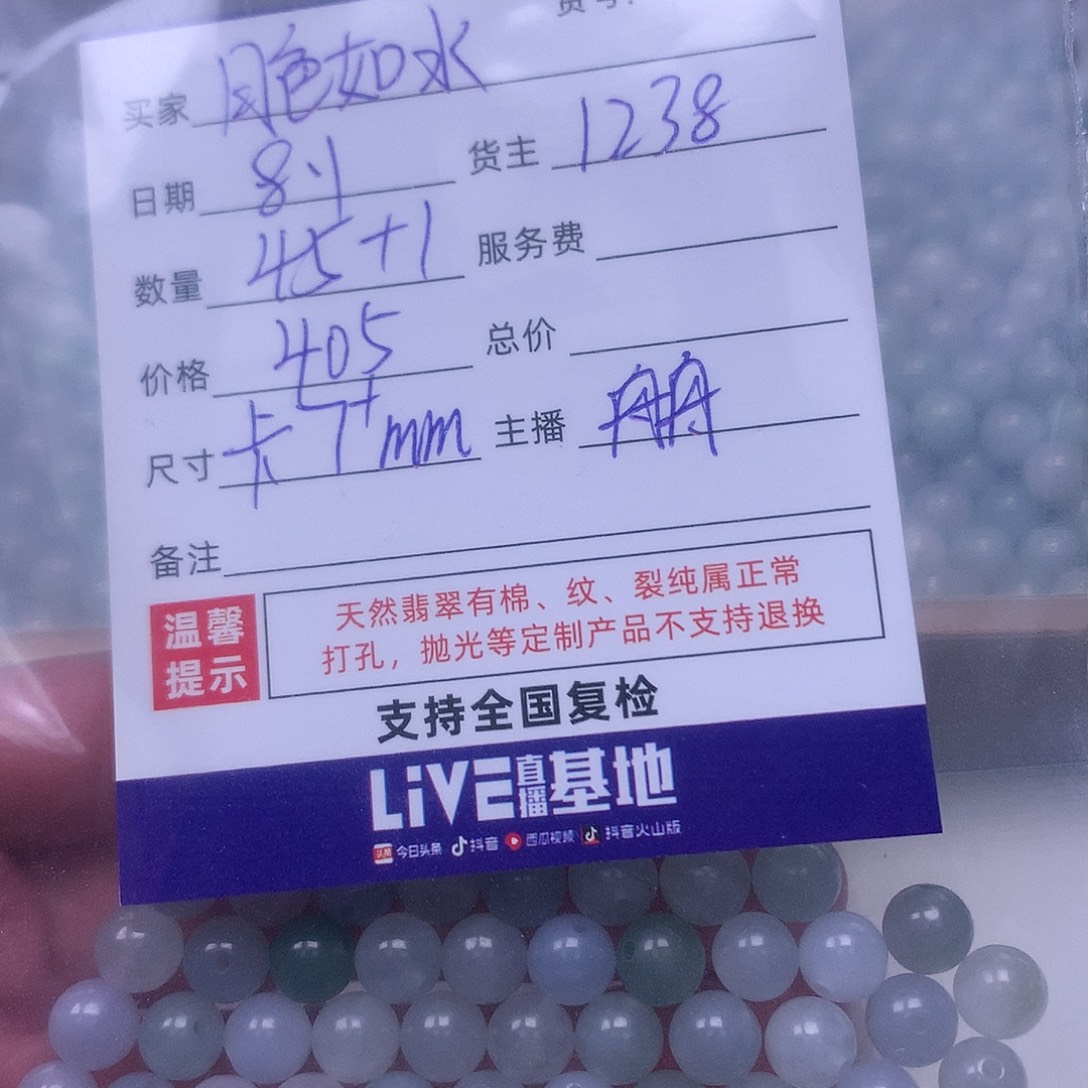 货号:
买家 月色如水
日期 8.1 货主 1238
数量 45+1 服务费
价格 405 总价
尺寸 卡7+mm 主播
备注
温馨提示
天然翡翠有棉、纹、裂纯属正常
打孔，抛光等定制产品不支持退换
支持全国复检
LiVE直播基地
头条 今日头条 抖音 西瓜视频 抖音火山版